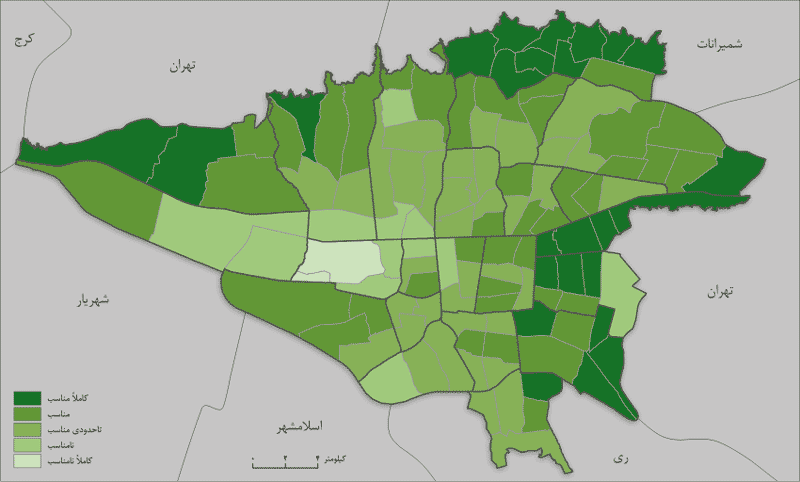 شمیرانات
کرج
تهران
تهران
شهریار
اسلامشهر
ری
کاملاً مناسب
مناسب
تاحدودی مناسب
نامناسب
کاملاً نامناسب
۰ ۲ ۴ کیلومتر